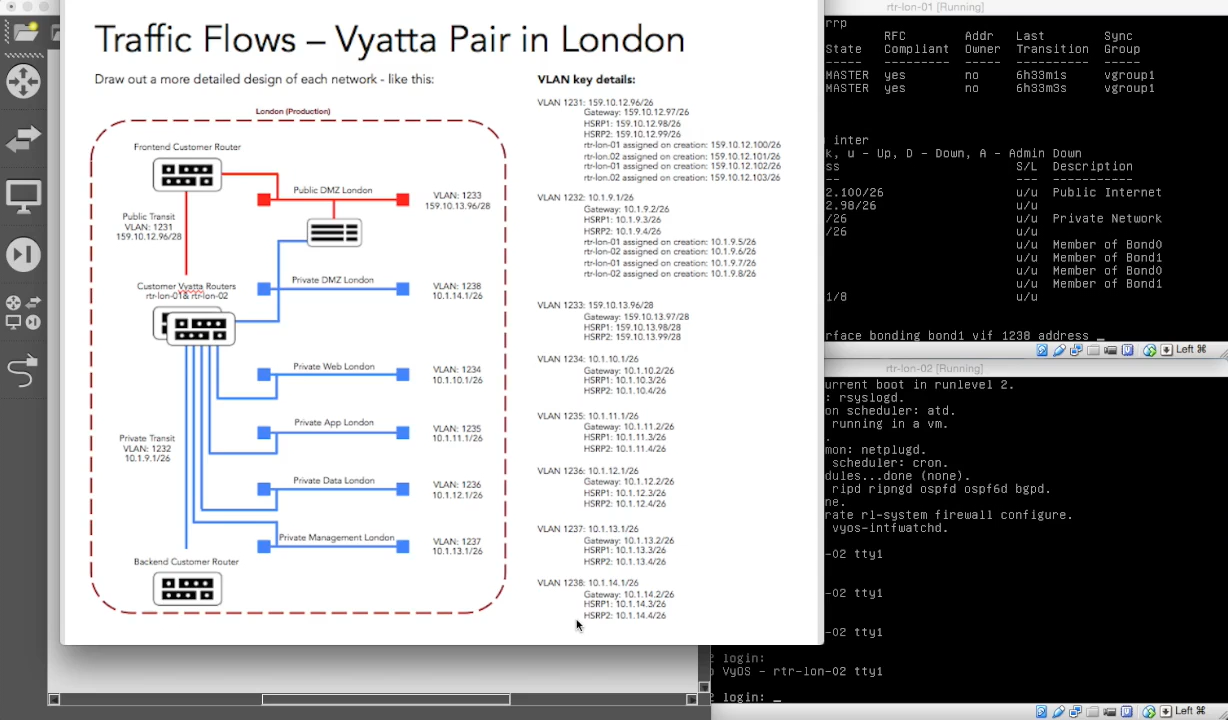 Traffic Flows – Vyatta Pair in London
Draw out a more detailed design of each network - like this:
London (Production)
Frontend Customer Router
Public DMZ London
VLAN: 1233
159.10.13.96/28
Public Transit
VLAN: 1231
159.10.12.96/28
Private DMZ London
VLAN: 1238
10.1.14.1/26
Customer Vyatta Routers
rtr-lon-01& rtr-lon-02
Private Web London
VLAN: 1234
10.1.10.1/26
Private App London
VLAN: 1235
10.1.11.1/26
Private Transit
VLAN: 1232
10.1.9.1/26
Private Data London
VLAN: 1236
10.1.12.1/26
Private Management London
VLAN: 1237
10.1.13.1/26
Backend Customer Router
VLAN key details:
VLAN 1231: 159.10.12.96/26
Gateway: 159.10.12.97/26
HSRP1: 159.10.12.98/26
HSRP2: 159.10.12.99/26
rtr-lon-01 assigned on creation: 159.10.12.100/26
rtr-lon.02 assigned on creation: 159.10.12.101/26
rtr-lon-01 assigned on creation: 159.10.12.102/26
rtr-lon.02 assigned on creation: 159.10.12.103/26
VLAN 1232: 10.1.9.1/26
Gateway: 10.1.9.2/26
HSRP1: 10.1.9.3/26
HSRP2: 10.1.9.4/26
rtr-lon-01 assigned on creation: 10.1.9.5/26
rtr-lon-02 assigned on creation: 10.1.9.6/26
rtr-lon-01 assigned on creation: 10.1.9.7/26
rtr-lon-02 assigned on creation: 10.1.9.8/26
VLAN 1233: 159.10.13.96/28
Gateway: 159.10.13.97/28
HSRP1: 159.10.13.98/28
HSRP2: 159.10.13.99/28
VLAN 1234: 10.1.10.1/26
Gateway: 10.1.10.2/26
HSRP1: 10.1.10.3/26
HSRP2: 10.1.10.4/26
VLAN 1235: 10.1.11.1/26
Gateway: 10.1.11.2/26
HSRP1: 10.1.11.3/26
HSRP2: 10.1.11.4/26
VLAN 1236: 10.1.12.1/26
Gateway: 10.1.12.2/26
HSRP1: 10.1.12.3/26
HSRP2: 10.1.12.4/26
VLAN 1237: 10.1.13.1/26
Gateway: 10.1.13.2/26
HSRP1: 10.1.13.3/26
HSRP2: 10.1.13.4/26
VLAN 1238: 10.1.14.1/26
Gateway: 10.1.14.2/26
HSRP1: 10.1.14.3/26
HSRP2: 10.1.14.4/26
rtr-lon-01 [Running]
rrp
RFC Addr Last Sync
State Compliant Owner Transition Group
----- --------- ----- ---------- -----
MASTER yes no 6h33m1s vgroup1
MASTER yes no 6h33m3s vgroup1
inter
k, u - Up, D - Down, A - Admin Down
ss S/L Description
-- --- -----------
2.100/26 u/u Public Internet
2.98/26 u/u
/26 u/u Private Network
/26 u/u
u/u Member of Bond0
u/u Member of Bond1
u/u Member of Bond0
u/u Member of Bond1
1/8 u/u
rface bonding bond1 vif 1238 address _
Left ⌘
rtr-lon-02 [Running]
urrent boot in runlevel 2.
: rsyslogd.
on scheduler: atd.
running in a vm.
.
mon: netplugd.
scheduler: cron.
dules...done (none).
ripd ripngd ospfd ospf6d bgpd.
ne.
rate rl-system firewall configure.
vyos-intfwatchd.
-02 tty1
-02 tty1
-02 tty1
2 login:
o VyOS - rtr-lon-02 tty1
2 login: _
Left ⌘